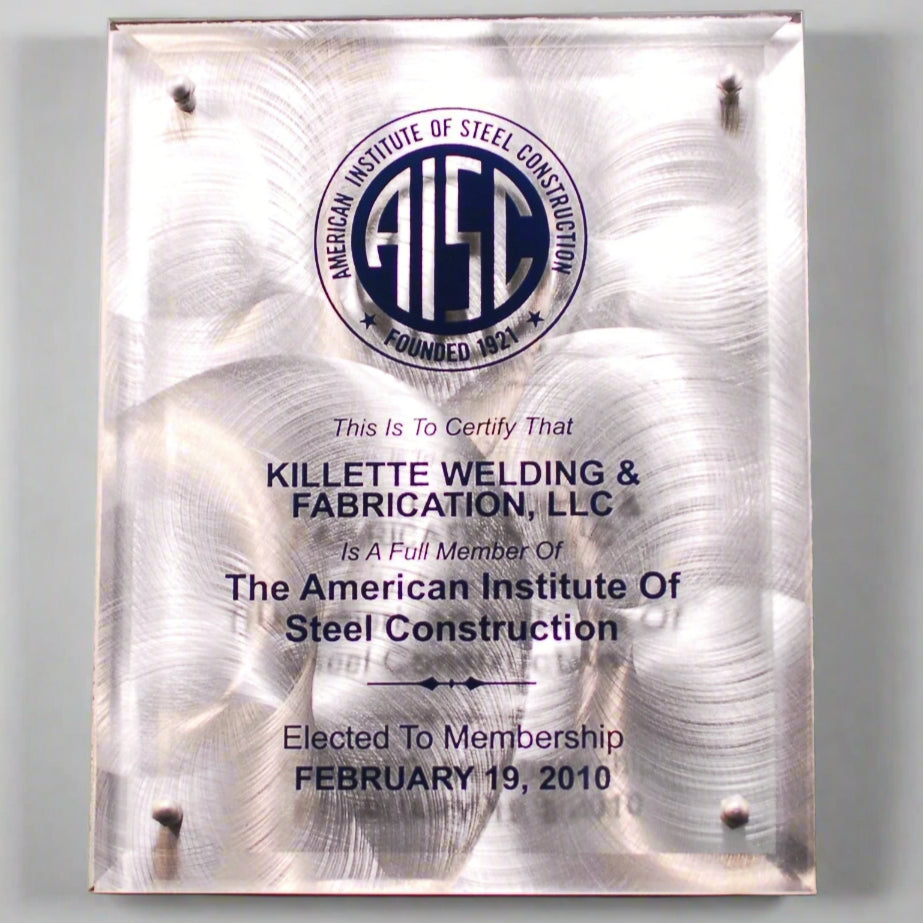 AMERICAN INSTITUTE OF STEEL CONSTRUCTION
AISC
FOUNDED 1921
This Is To Certify That
KILLETTE WELDING &
FABRICATION, LLC
Is A Full Member Of
The American Institute Of
Steel Construction
Elected To Membership
FEBRUARY 19, 2010